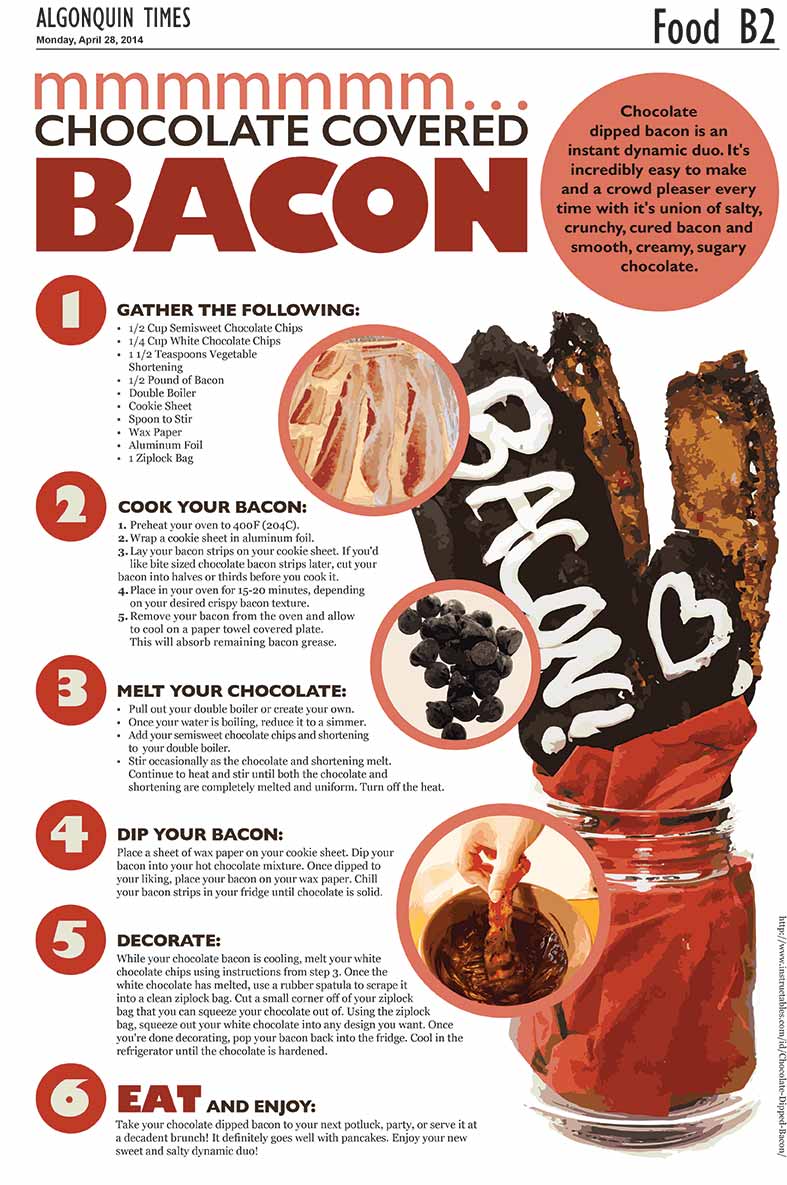 ALGONQUIN TIMES
Monday, April 28, 2014
Food B2
mmmmmmmm...
CHOCOLATE COVERED
BACON
Chocolate
dipped bacon is an
instant dynamic duo. It's
incredibly easy to make
and a crowd pleaser every
time with it's union of salty,
crunchy, cured bacon and
smooth, creamy, sugary
chocolate.
1
GATHER THE FOLLOWING:
• 1/2 Cup Semisweet Chocolate Chips
• 1/4 Cup White Chocolate Chips
• 1 1/2 Teaspoons Vegetable
Shortening
• 1/2 Pound of Bacon
• Double Boiler
• Cookie Sheet
• Spoon to Stir
• Wax Paper
• Aluminum Foil
• 1 Ziplock Bag
BACON!
2
COOK YOUR BACON:
1. Preheat your oven to 400F (204C).
2. Wrap a cookie sheet in aluminum foil.
3. Lay your bacon strips on your cookie sheet. If you'd
like bite sized chocolate bacon strips later, cut your
bacon into halves or thirds before you cook it.
4. Place in your oven for 15-20 minutes, depending
on your desired crispy bacon texture.
5. Remove your bacon from the oven and allow
to cool on a paper towel covered plate.
This will absorb remaining bacon grease.
3
MELT YOUR CHOCOLATE:
• Pull out your double boiler or create your own.
• Once your water is boiling, reduce it to a simmer.
• Add your semisweet chocolate chips and shortening
to your double boiler.
• Stir occasionally as the chocolate and shortening melt.
Continue to heat and stir until both the chocolate and
shortening are completely melted and uniform. Turn off the heat.
4
DIP YOUR BACON:
Place a sheet of wax paper on your cookie sheet. Dip your
bacon into your hot chocolate mixture. Once dipped to
your liking, place your bacon on your wax paper. Chill
your bacon strips in your fridge until chocolate is solid.
5
DECORATE:
While your chocolate bacon is cooling, melt your white
chocolate chips using instructions from step 3. Once the
white chocolate has melted, use a rubber spatula to scrape it
into a clean ziplock bag. Cut a small corner off of your ziplock
bag that you can squeeze your chocolate out of. Using the ziplock
bag, squeeze out your white chocolate into any design you want. Once
you're done decorating, pop your bacon back into the fridge. Cool in the
refrigerator until the chocolate is hardened.
6
EAT AND ENJOY:
Take your chocolate dipped bacon to your next potluck, party, or serve it at
a decadent brunch! It definitely goes well with pancakes. Enjoy your new
sweet and salty dynamic duo!
http://www.instructables.com/id/Chocolate-Dipped-Bacon/